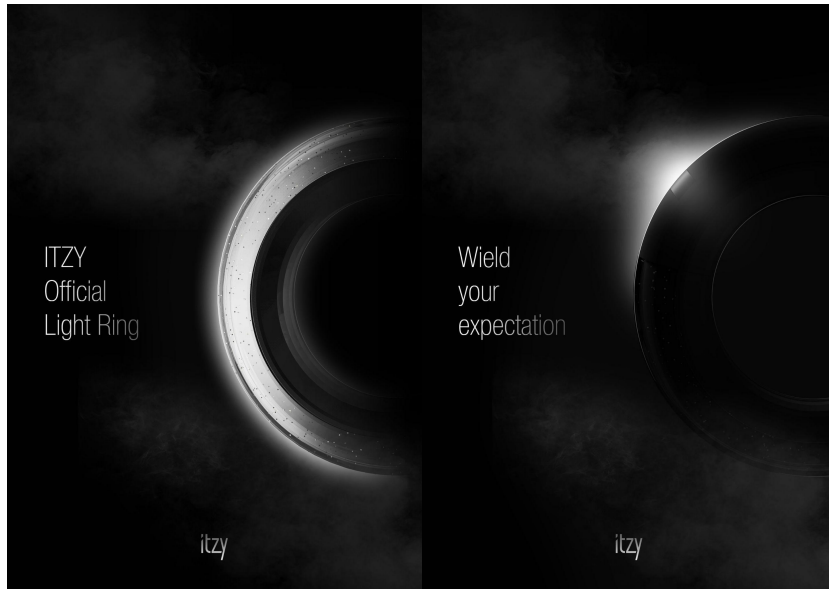 ITZY
Official
Light Ring
itzy
Wield
your
expectation
itzy